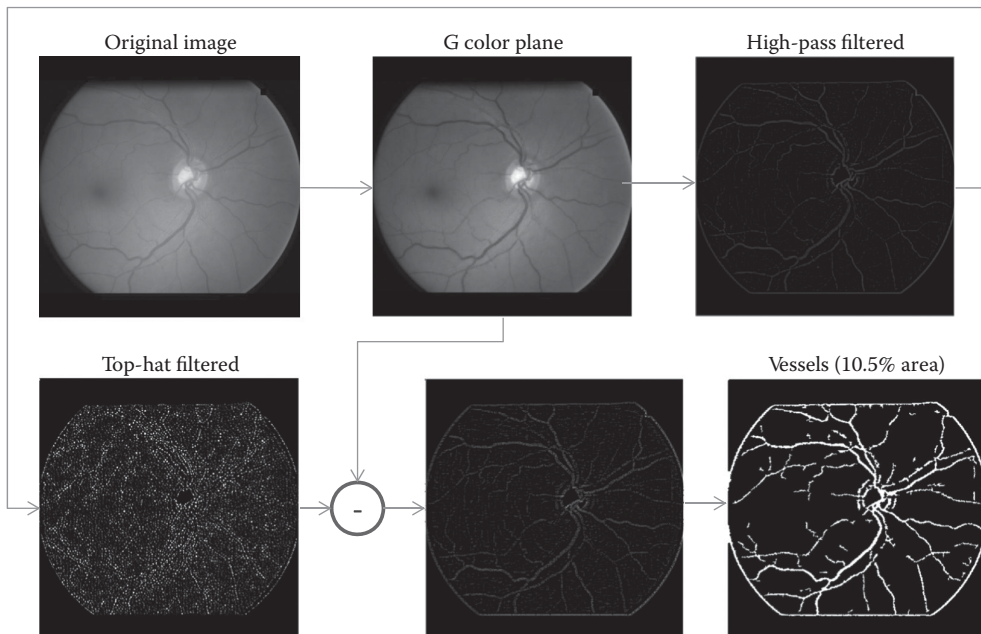 Original image
G color plane
High-pass filtered
Top-hat filtered
-
Vessels (10.5% area)